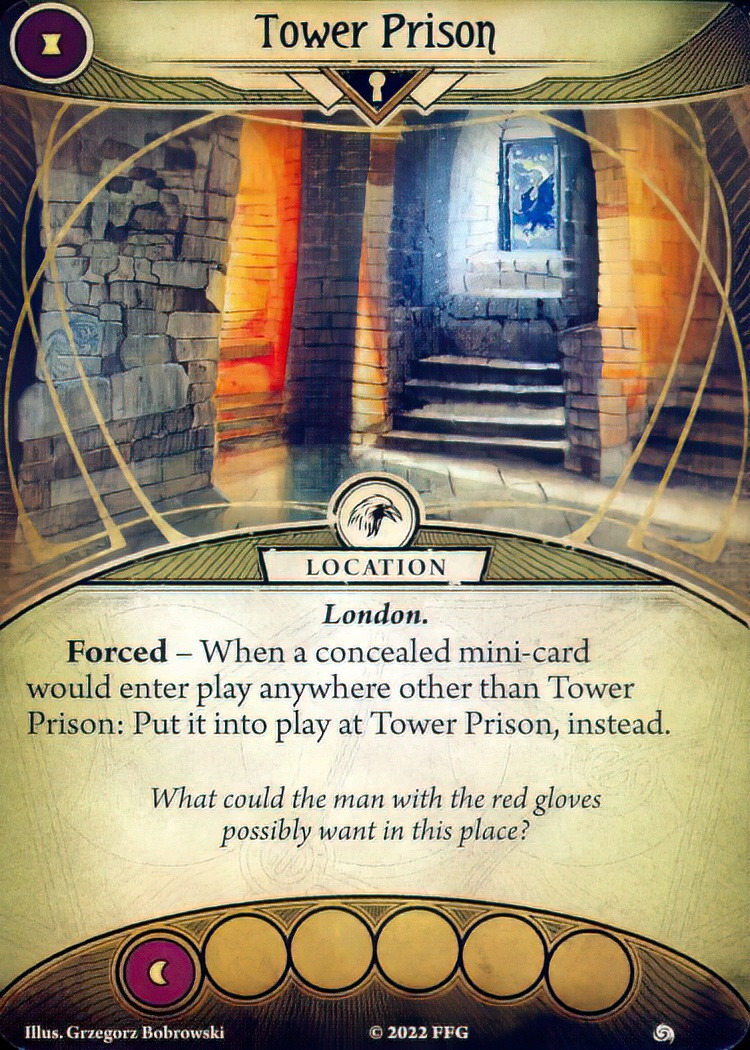 Tower Prison
LOCATION
London.
Forced – When a concealed mini-card
would enter play anywhere other than Tower
Prison: Put it into play at Tower Prison, instead.
What could the man with the red gloves
possibly want in this place?
Illus. Grzegorz Bobrowski
© 2022 FFG